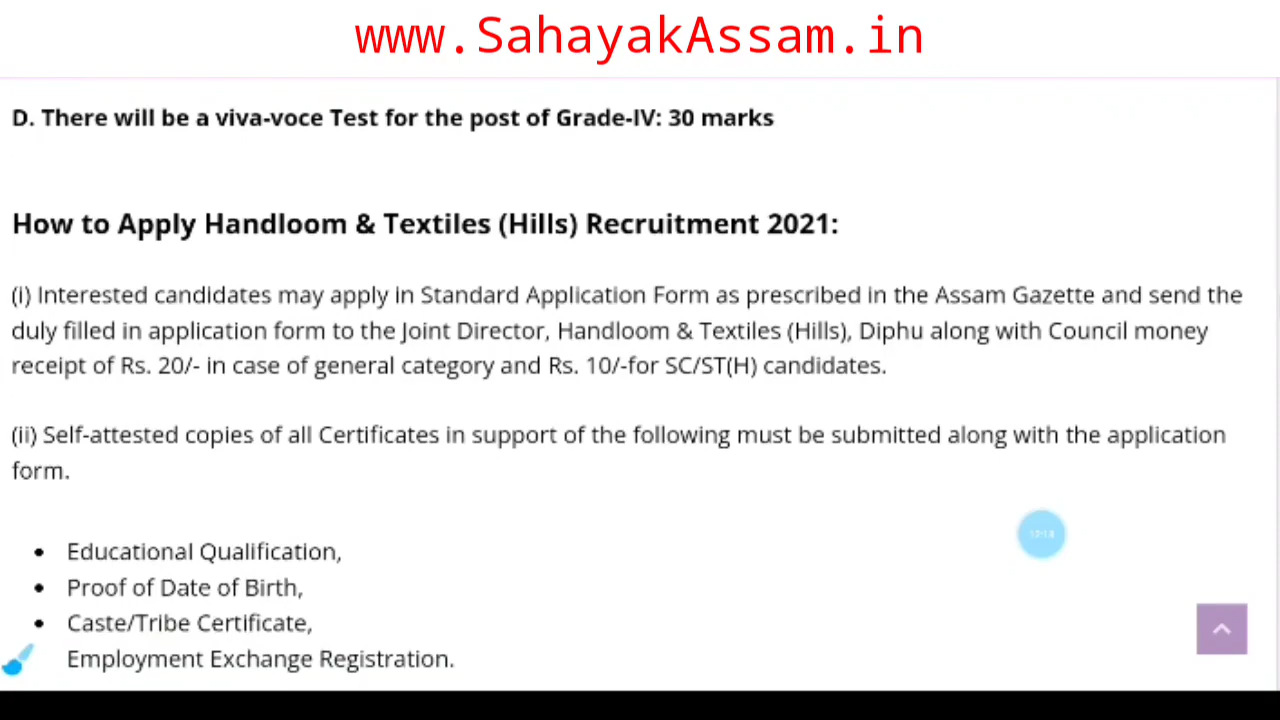 www.SahayakAssam.in
D. There will be a viva-voce Test for the post of Grade-IV: 30 marks
How to Apply Handloom & Textiles (Hills) Recruitment 2021:
(i) Interested candidates may apply in Standard Application Form as prescribed in the Assam Gazette and send the
duly filled in application form to the Joint Director, Handloom & Textiles (Hills), Diphu along with Council money
receipt of Rs. 20/- in case of general category and Rs. 10/-for SC/ST(H) candidates.
(ii) Self-attested copies of all Certificates in support of the following must be submitted along with the application
form.
• Educational Qualification,
• Proof of Date of Birth,
• Caste/Tribe Certificate,
Employment Exchange Registration.